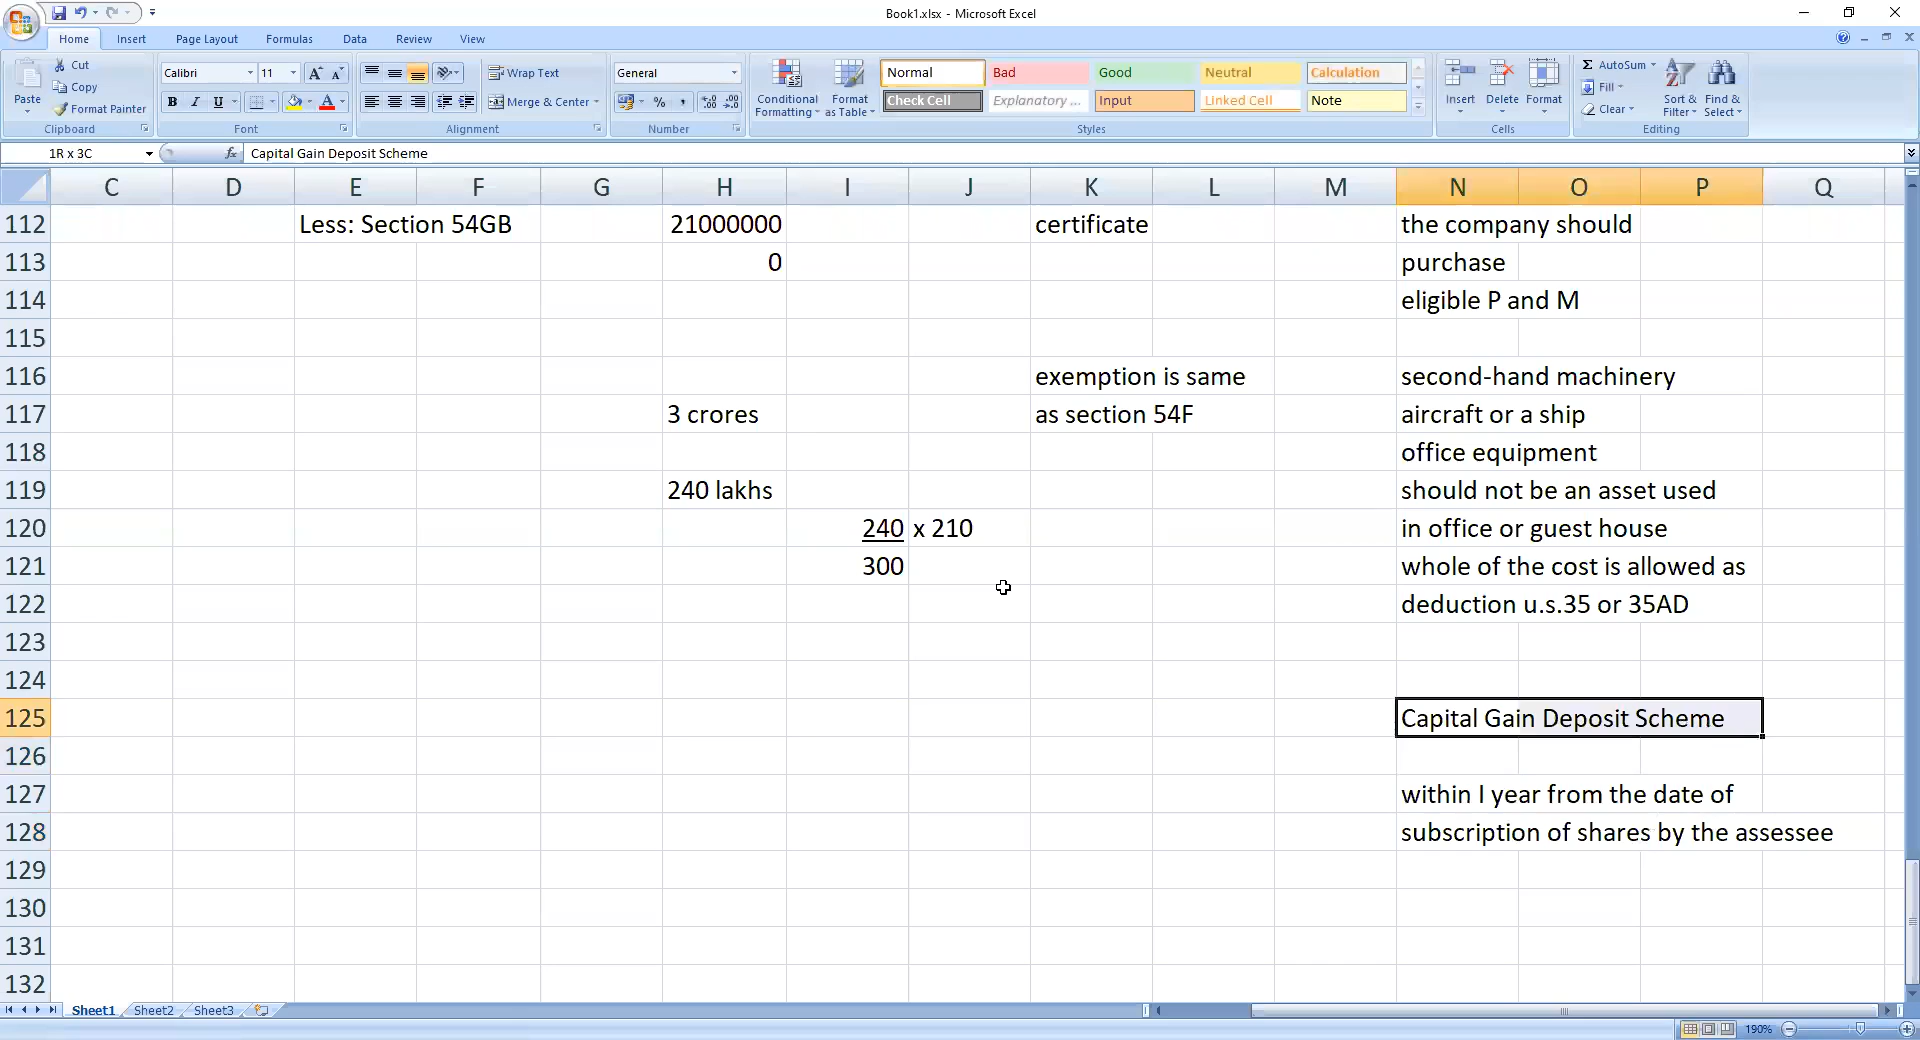 Book1.xlsx - Microsoft Excel
Home Insert Page Layout Formulas Data Review View
Paste
Cut
Copy
Format Painter
Clipboard
Calibri 11
B I U
Font
Wrap Text
Merge & Center
Alignment
General
%
Number
Conditional Formatting
Format as Table
Normal Bad Good Neutral Calculation
Check Cell Explanatory ... Input Linked Cell Note
Styles
Insert Delete Format
Cells
Σ AutoSum
Fill
Clear
Sort & Filter
Find & Select
Editing
1R x 3C fx Capital Gain Deposit Scheme
C D E F G H I J K L M N O P Q
112 Less: Section 54GB 21000000 certificate the company should
113 0 purchase
114 eligible P and M
115
116 exemption is same second-hand machinery
117 3 crores as section 54F aircraft or a ship
118 office equipment
119 240 lakhs should not be an asset used
120 240 x 210 in office or guest house
121 300 whole of the cost is allowed as
122 deduction u.s.35 or 35AD
123
124
125 Capital Gain Deposit Scheme
126
127 within I year from the date of
128 subscription of shares by the assessee
129
130
131
132
Sheet1 Sheet2 Sheet3
190%